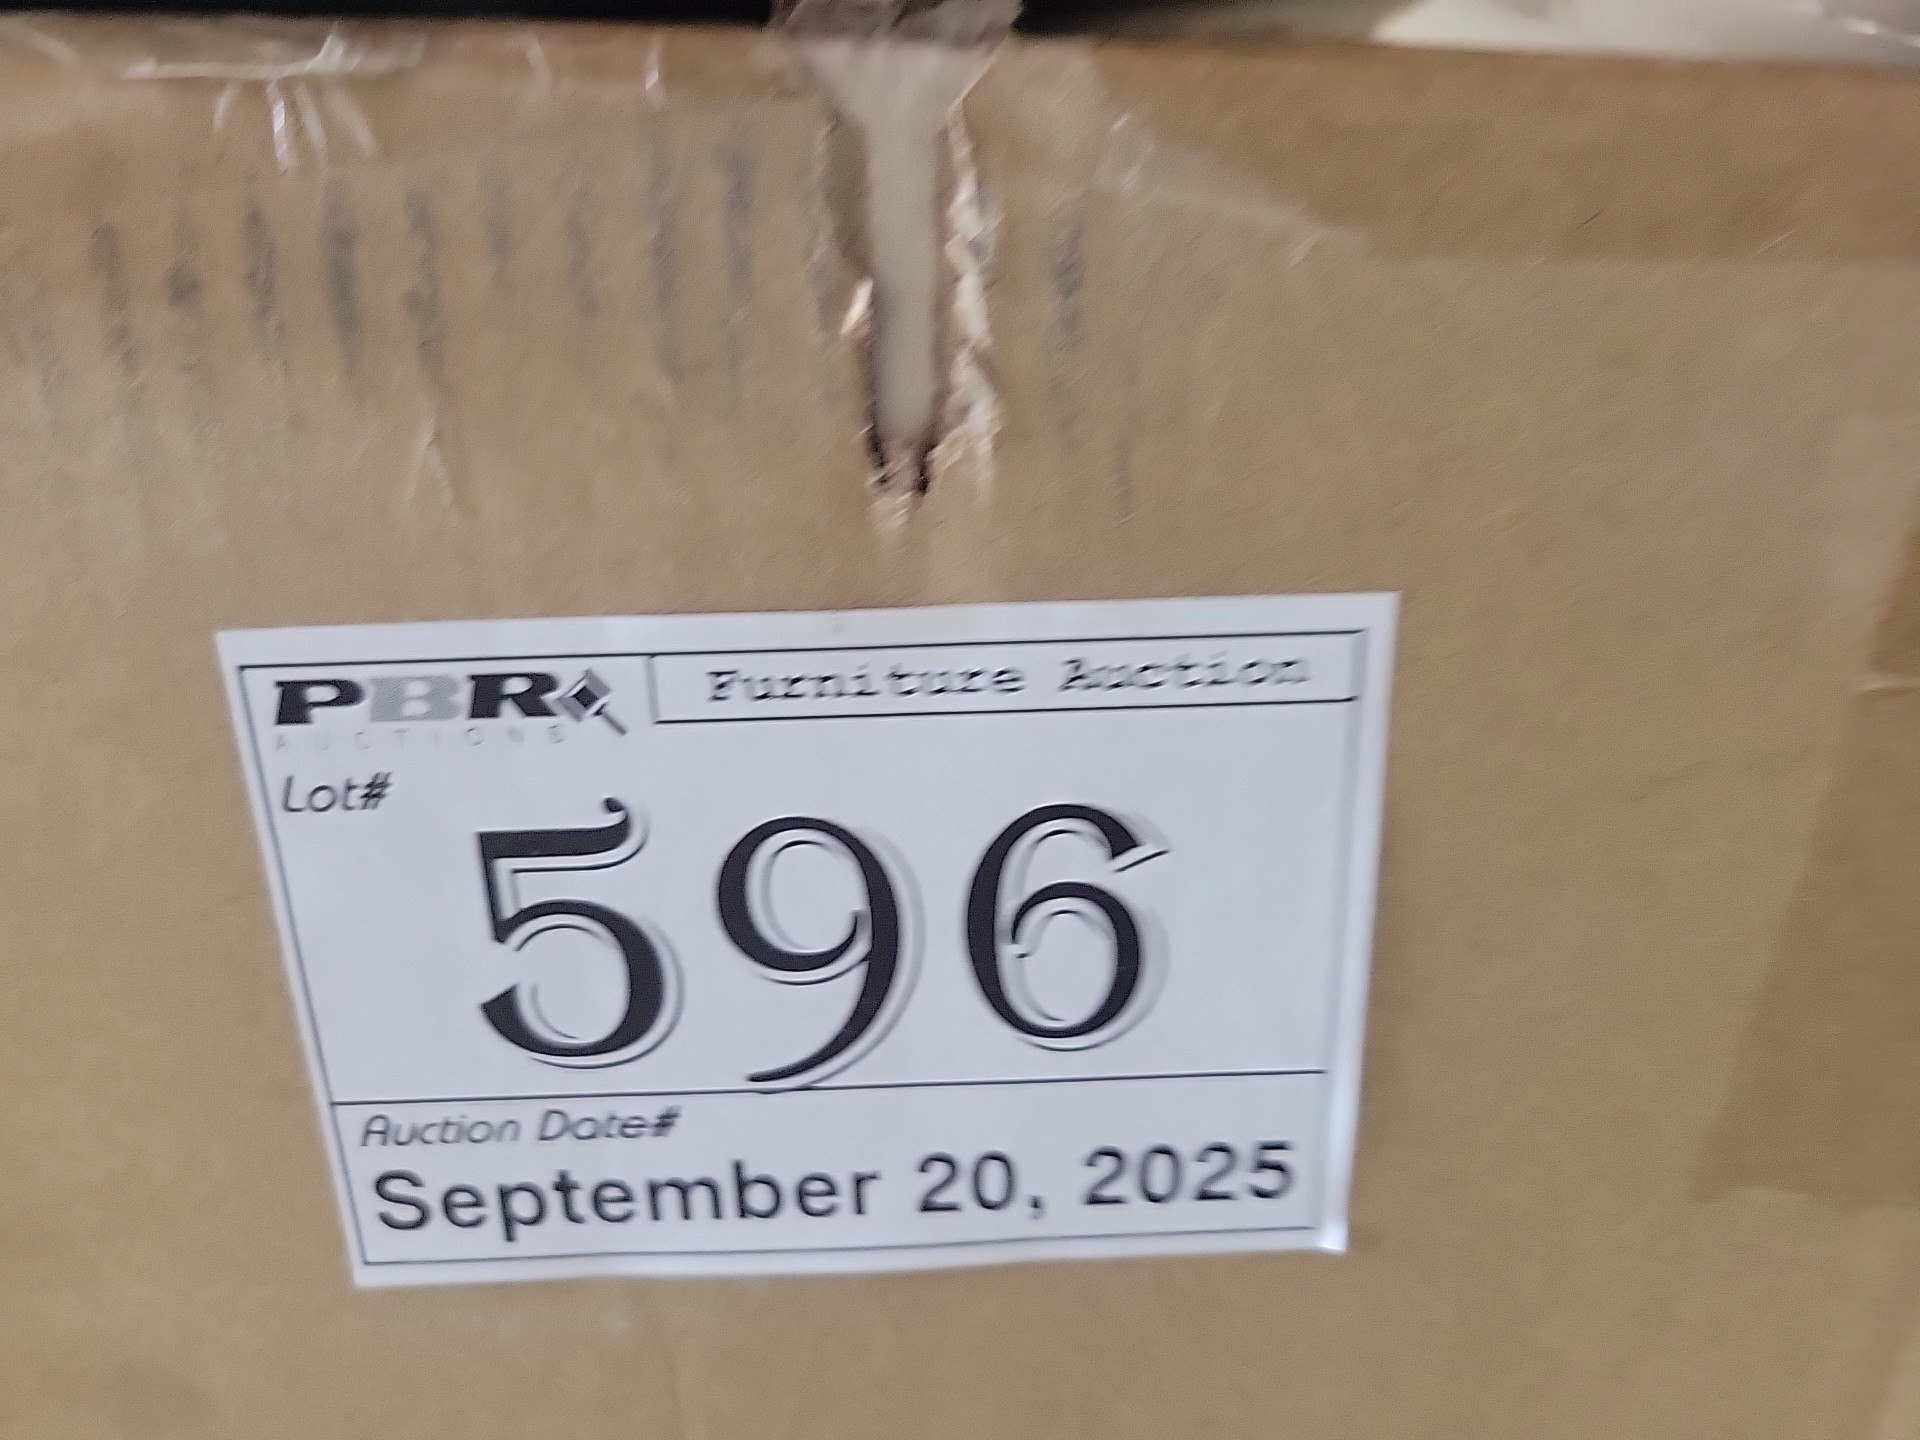 PBR
AUCTIONS
Furniture Auction
Lot#
596
Auction Date#
September 20, 2025